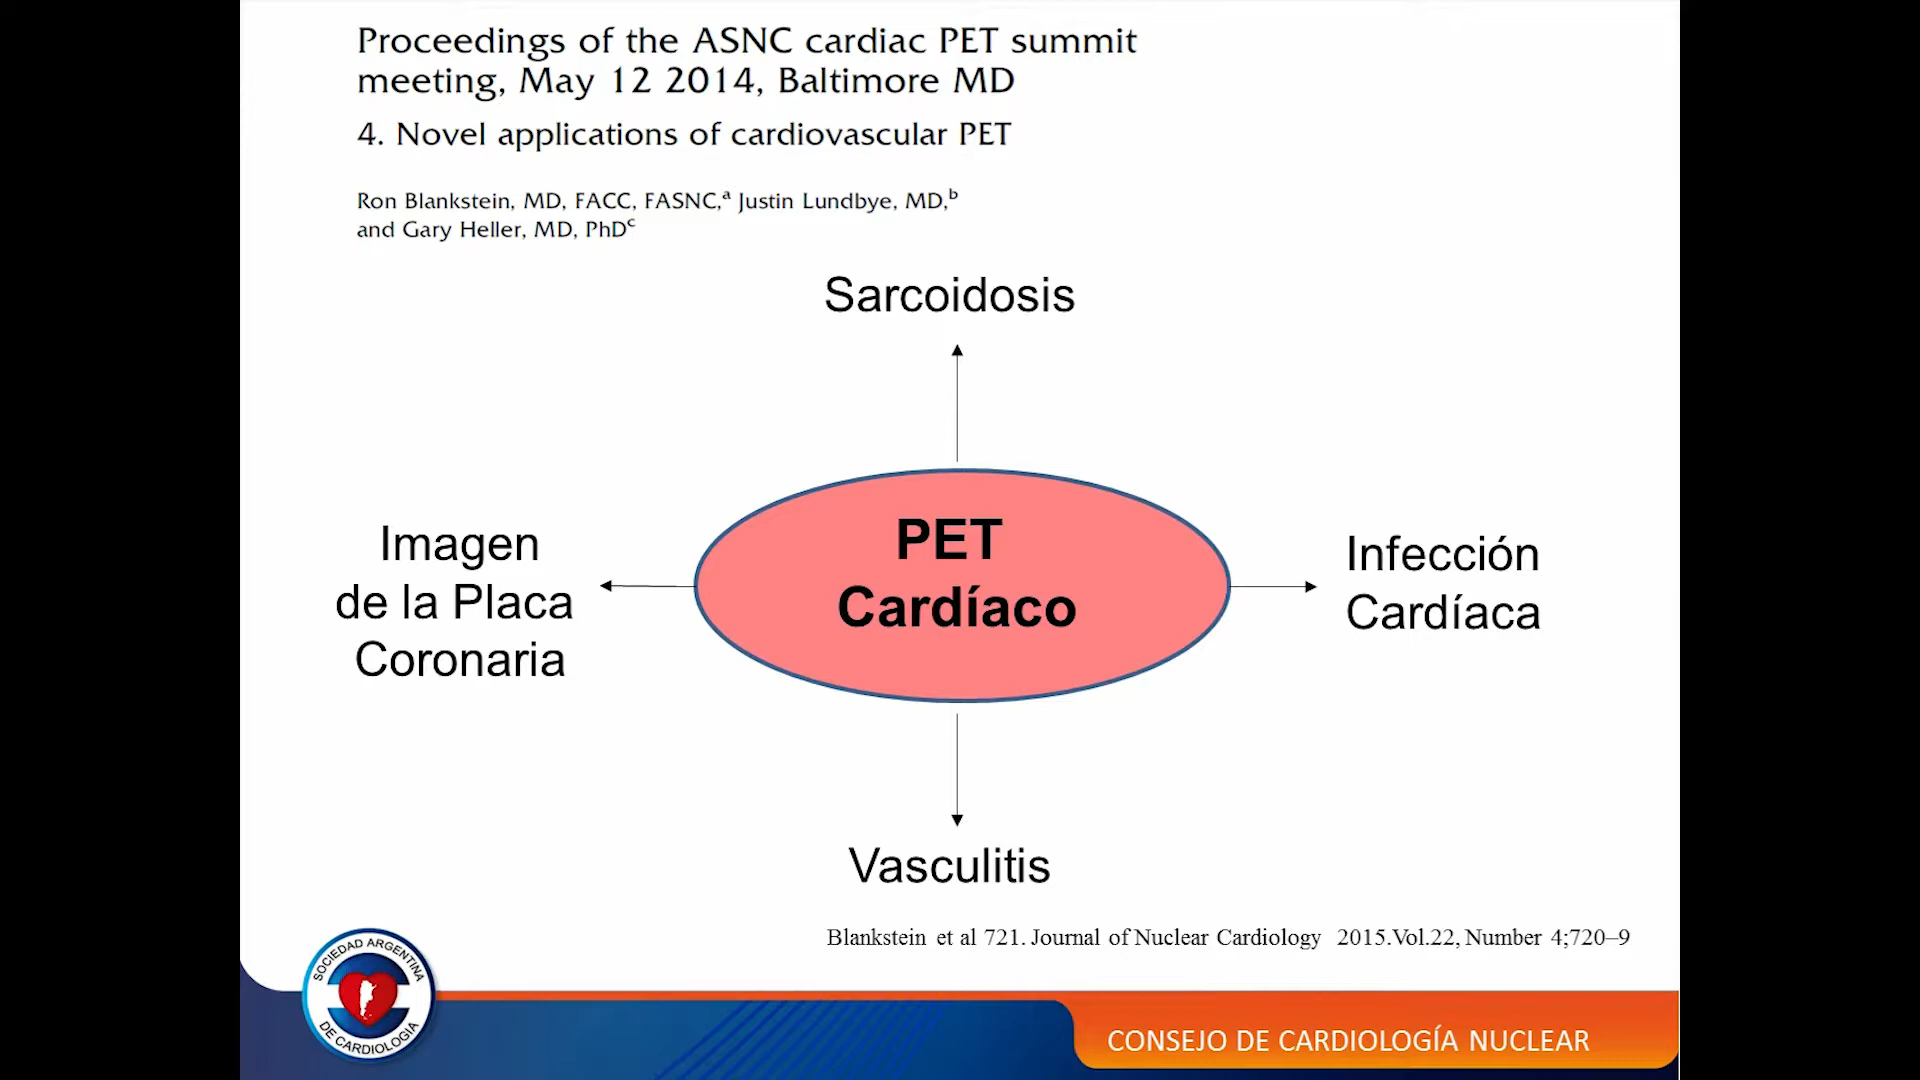 Proceedings of the ASNC cardiac PET summit
meeting, May 12 2014, Baltimore MD
4. Novel applications of cardiovascular PET
Ron Blankstein, MD, FACC, FASNC,a Justin Lundbye, MD,b
and Gary Heller, MD, PhDc
Sarcoidosis
Imagen
de la Placa
Coronaria
PET
Cardíaco
Infección
Cardíaca
Vasculitis
Blankstein et al 721. Journal of Nuclear Cardiology 2015.Vol.22, Number 4;720–9
SOCIEDAD ARGENTINA
DE CARDIOLOGIA
CONSEJO DE CARDIOLOGÍA NUCLEAR